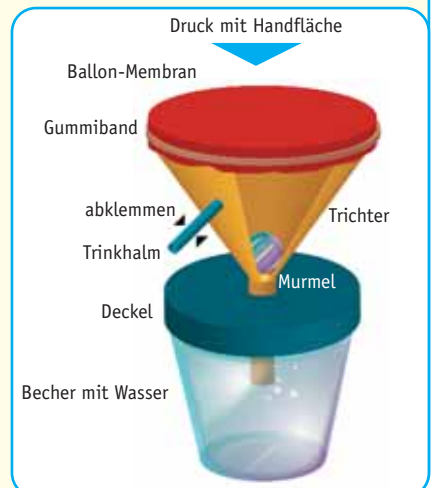 Druck mit Handfläche
Ballon-Membran
Gummiband
abklemmen
Trichter
Trinkhalm
Murmel
Deckel
Becher mit Wasser